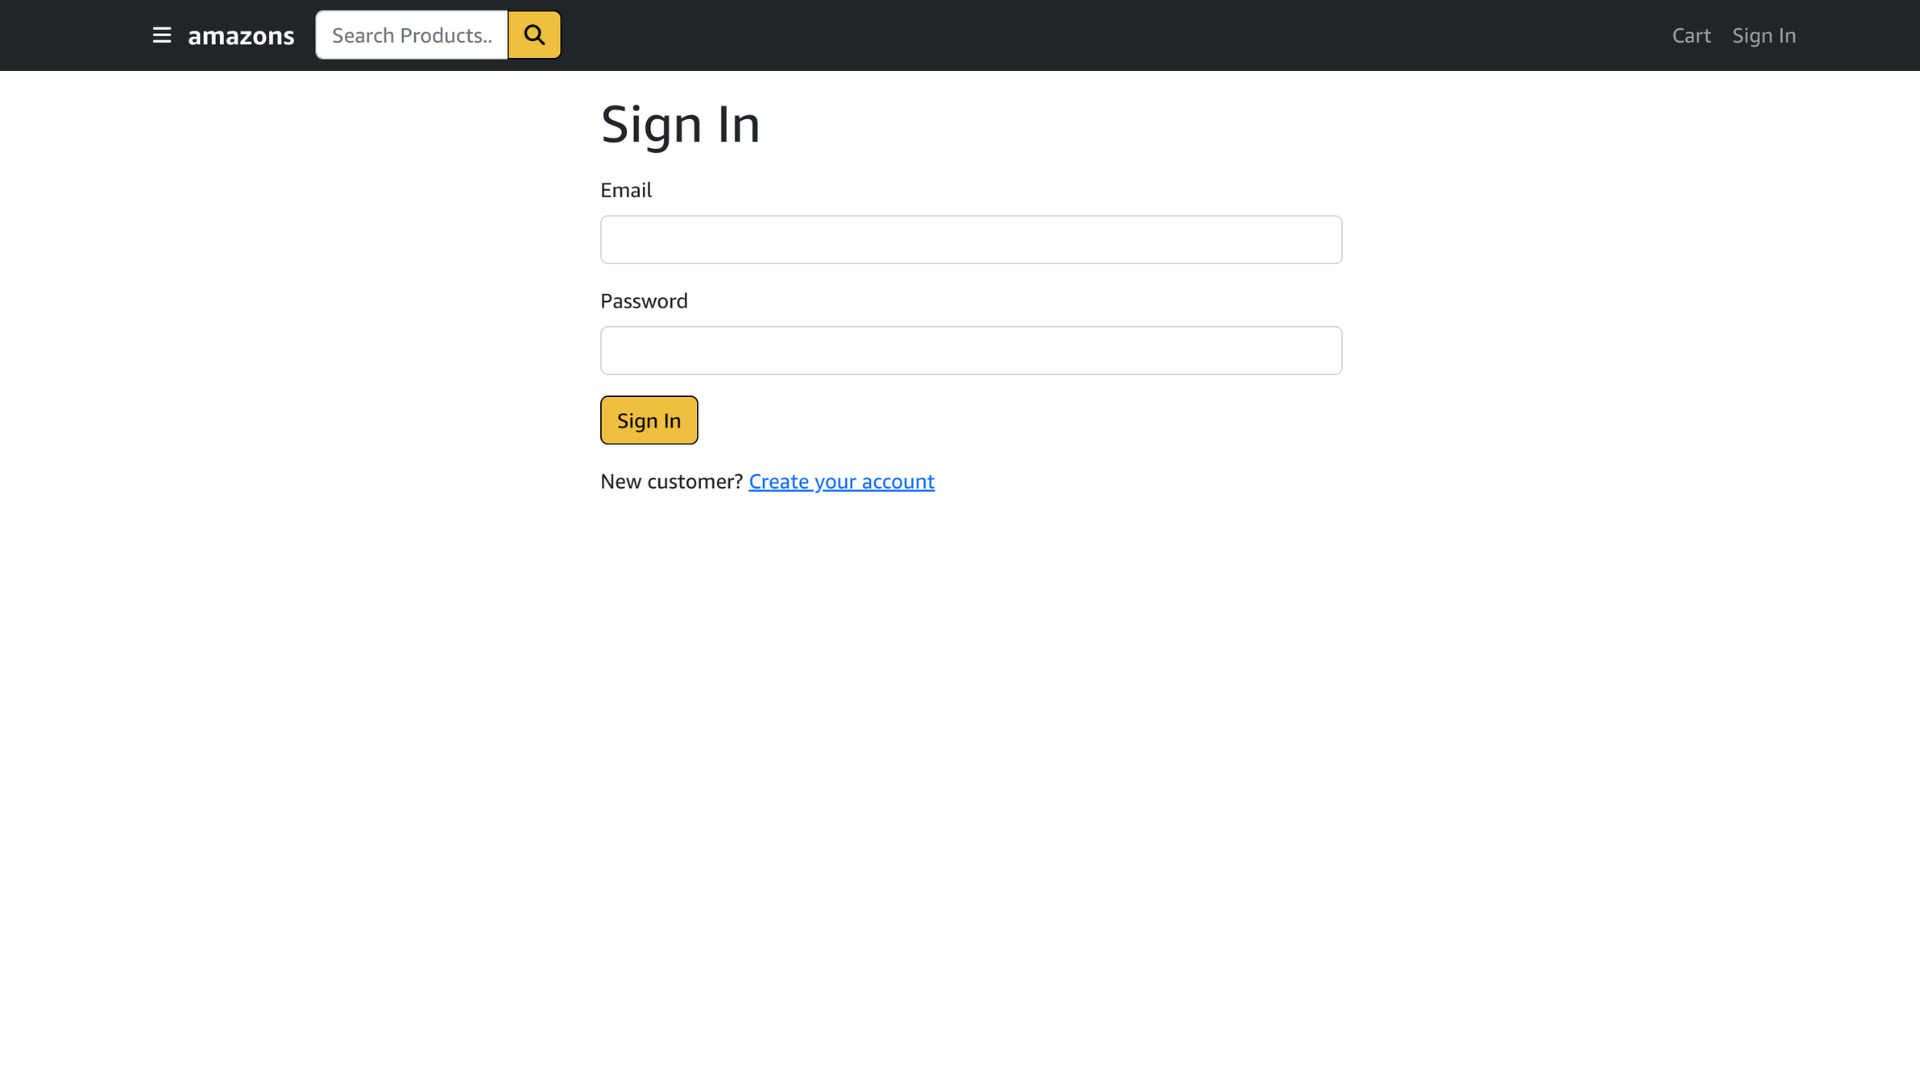 amazons Search Products.. Cart Sign In
Sign In
Email
Password
Sign In
New customer? Create your account